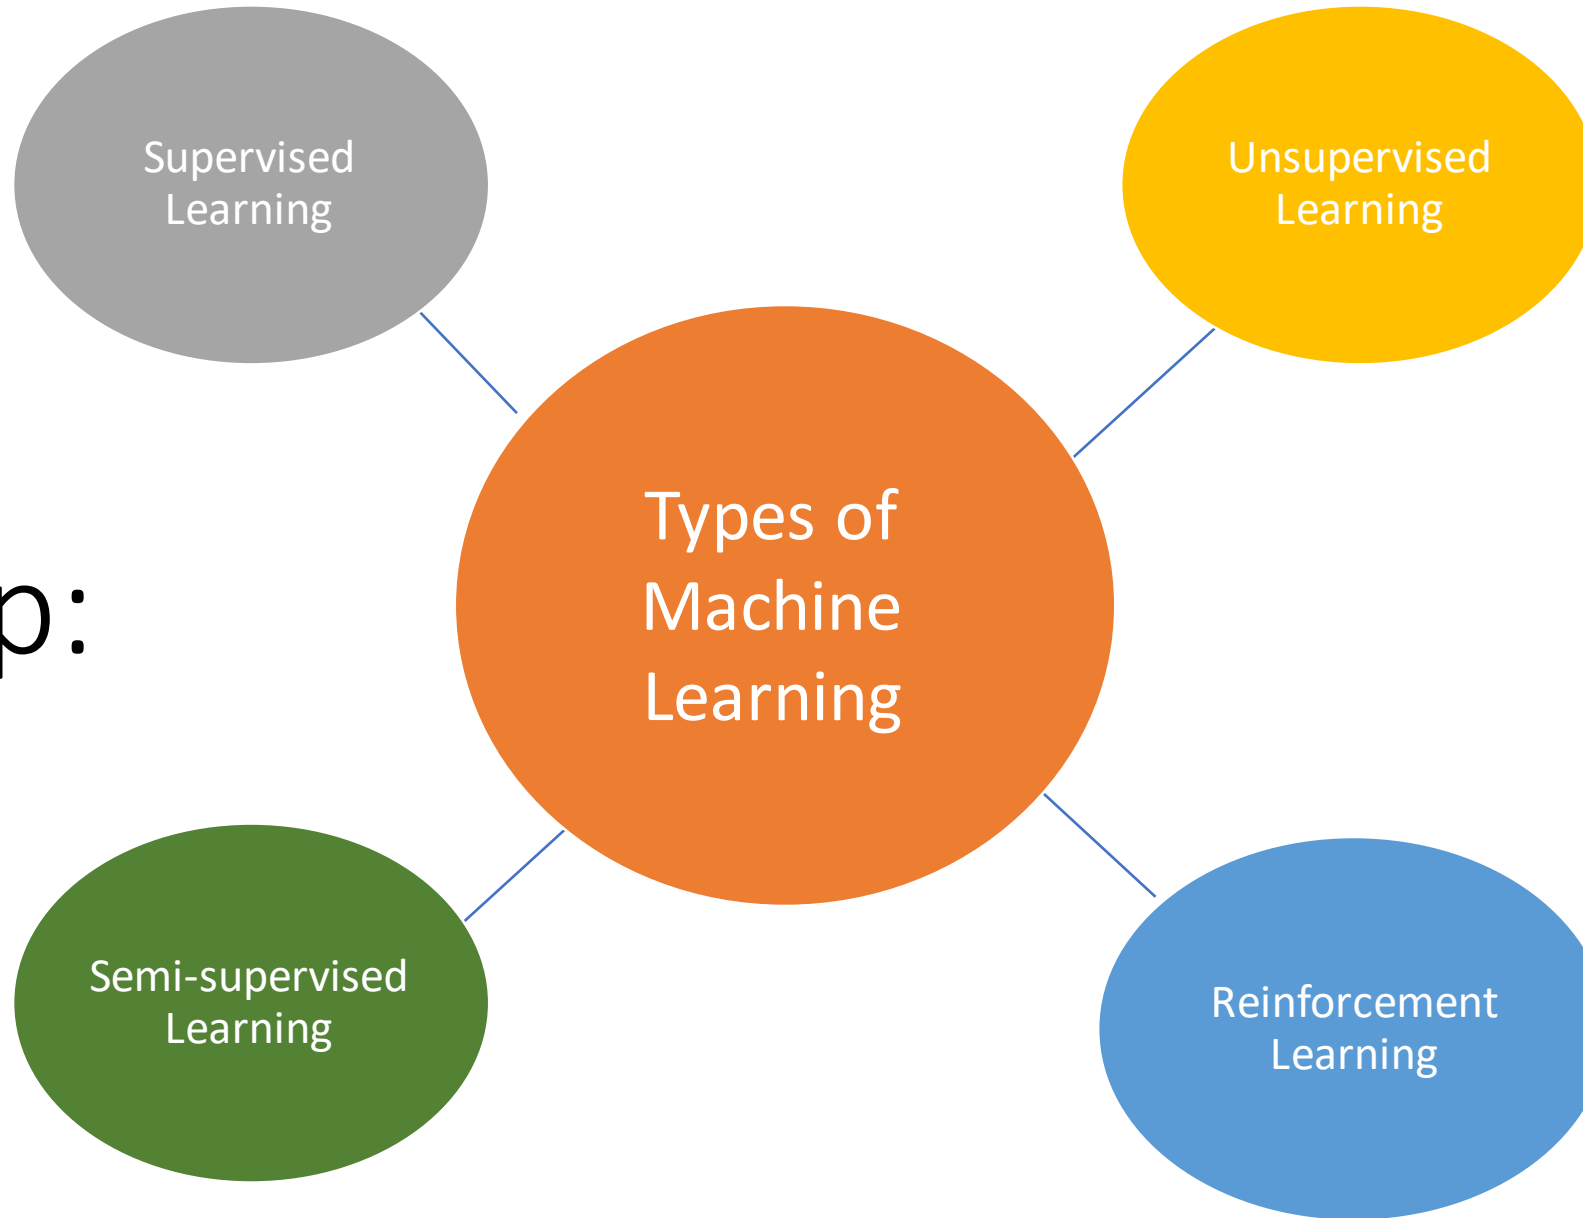 Supervised
Learning
Unsupervised
Learning
Types of
Machine
Learning
p:
Semi-supervised
Learning
Reinforcement
Learning